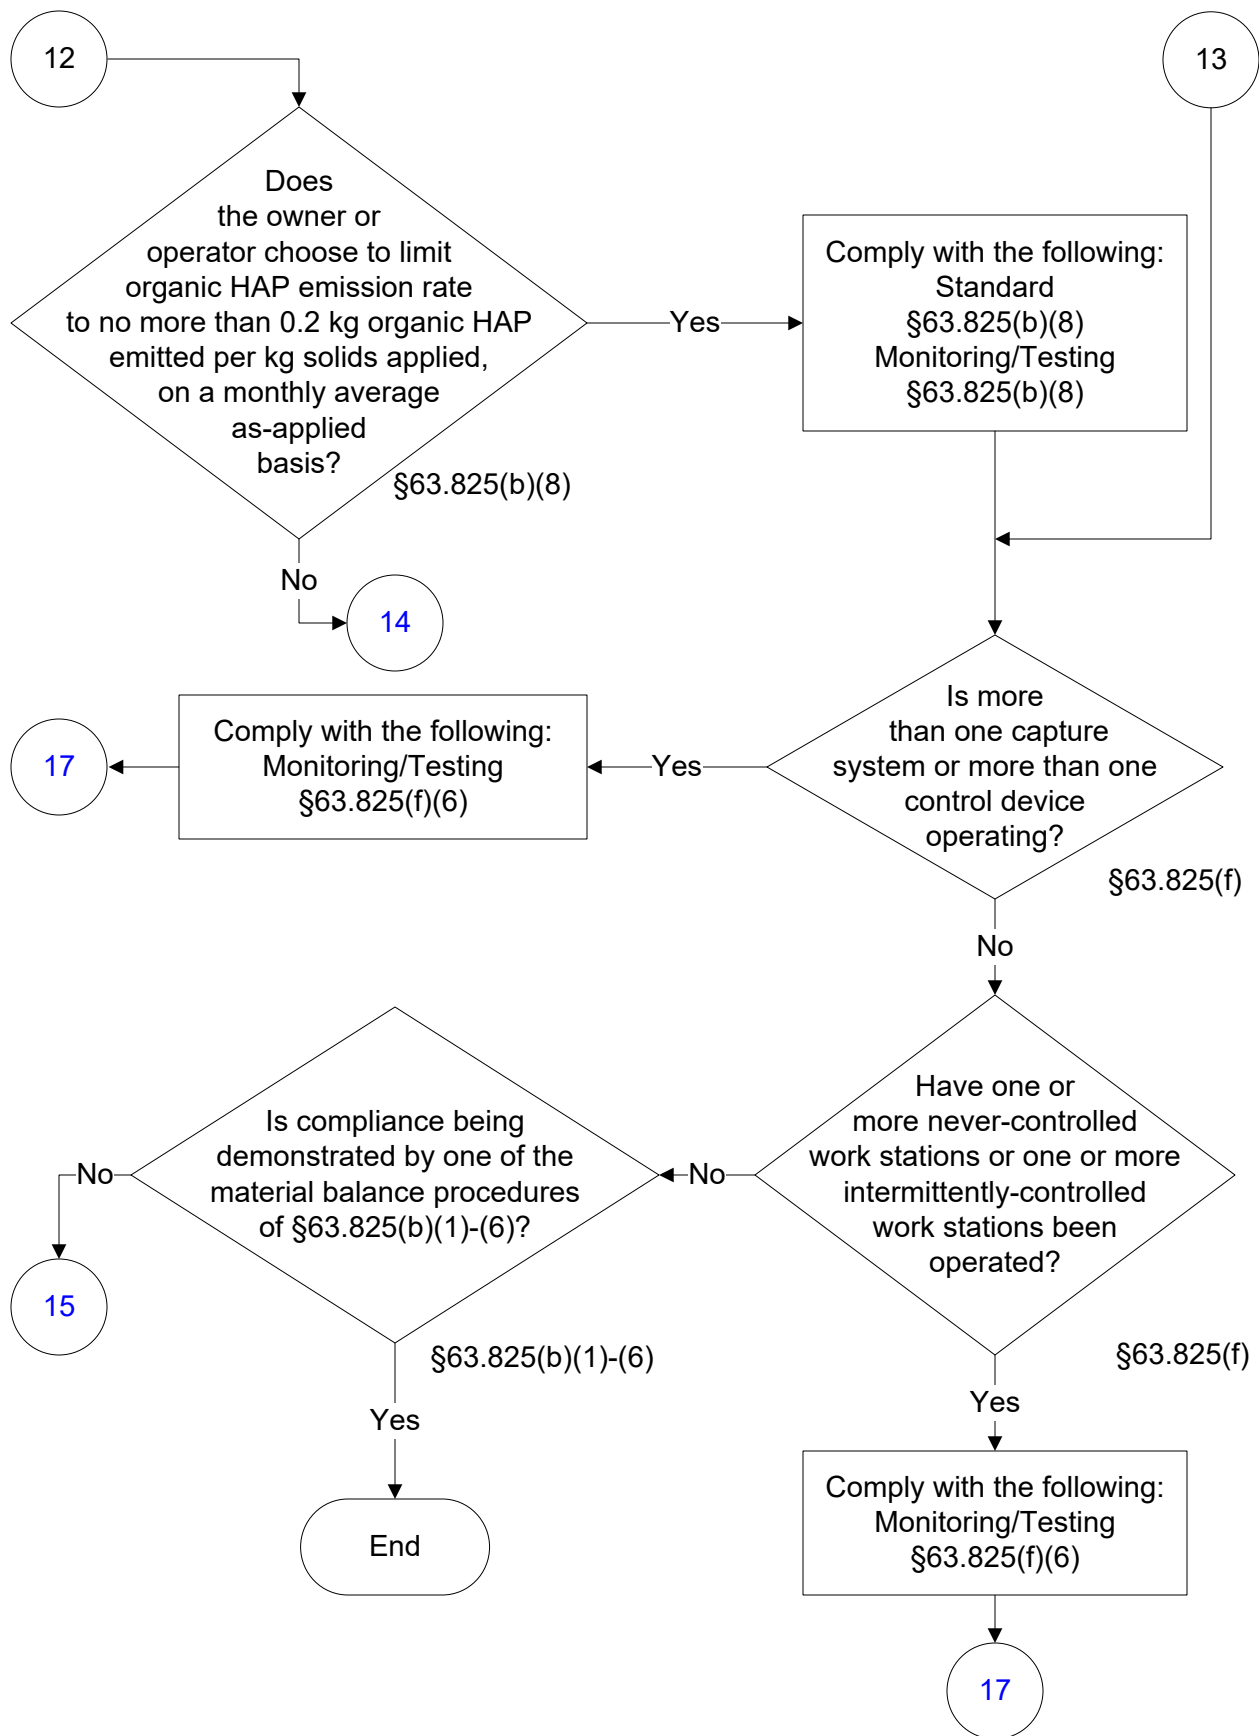 12
13
Does
the owner or
operator choose to limit
organic HAP emission rate
to no more than 0.2 kg organic HAP
emitted per kg solids applied,
on a monthly average
as-applied
basis?
§63.825(b)(8)
Yes
Comply with the following:
Standard
§63.825(b)(8)
Monitoring/Testing
§63.825(b)(8)
No
14
Is more
than one capture
system or more than one
control device
operating?
§63.825(f)
Yes
Comply with the following:
Monitoring/Testing
§63.825(f)(6)
17
No
Have one or
more never-controlled
work stations or one or more
intermittently-controlled
work stations been
operated?
§63.825(f)
No
Is compliance being
demonstrated by one of the
material balance procedures
of §63.825(b)(1)-(6)?
§63.825(b)(1)-(6)
No
15
Yes
End
Yes
Comply with the following:
Monitoring/Testing
§63.825(f)(6)
17